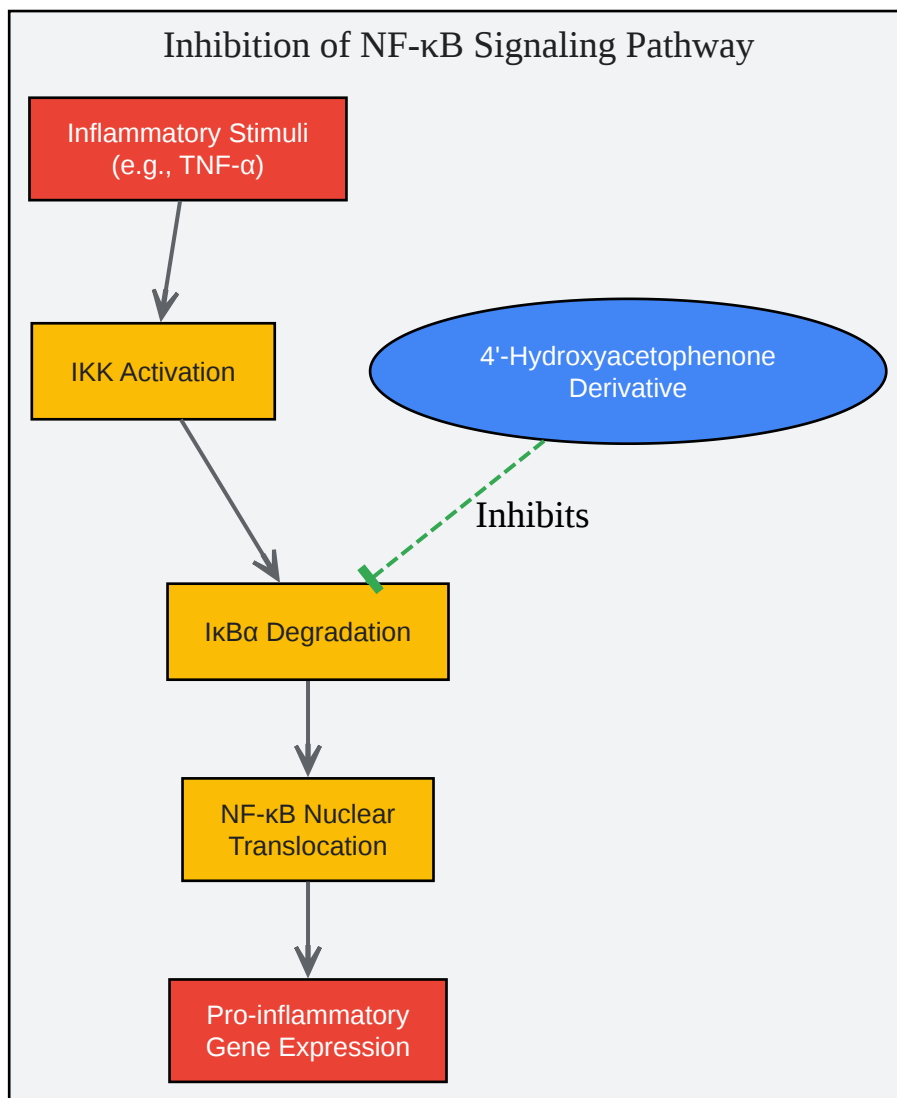 Inhibition of NF-κB Signaling Pathway
Inflammatory Stimuli
(e.g., TNF-α)
IKK Activation
4'-Hydroxyacetophenone
Derivative
Inhibits
IκBα Degradation
NF-κB Nuclear
Translocation
Pro-inflammatory
Gene Expression